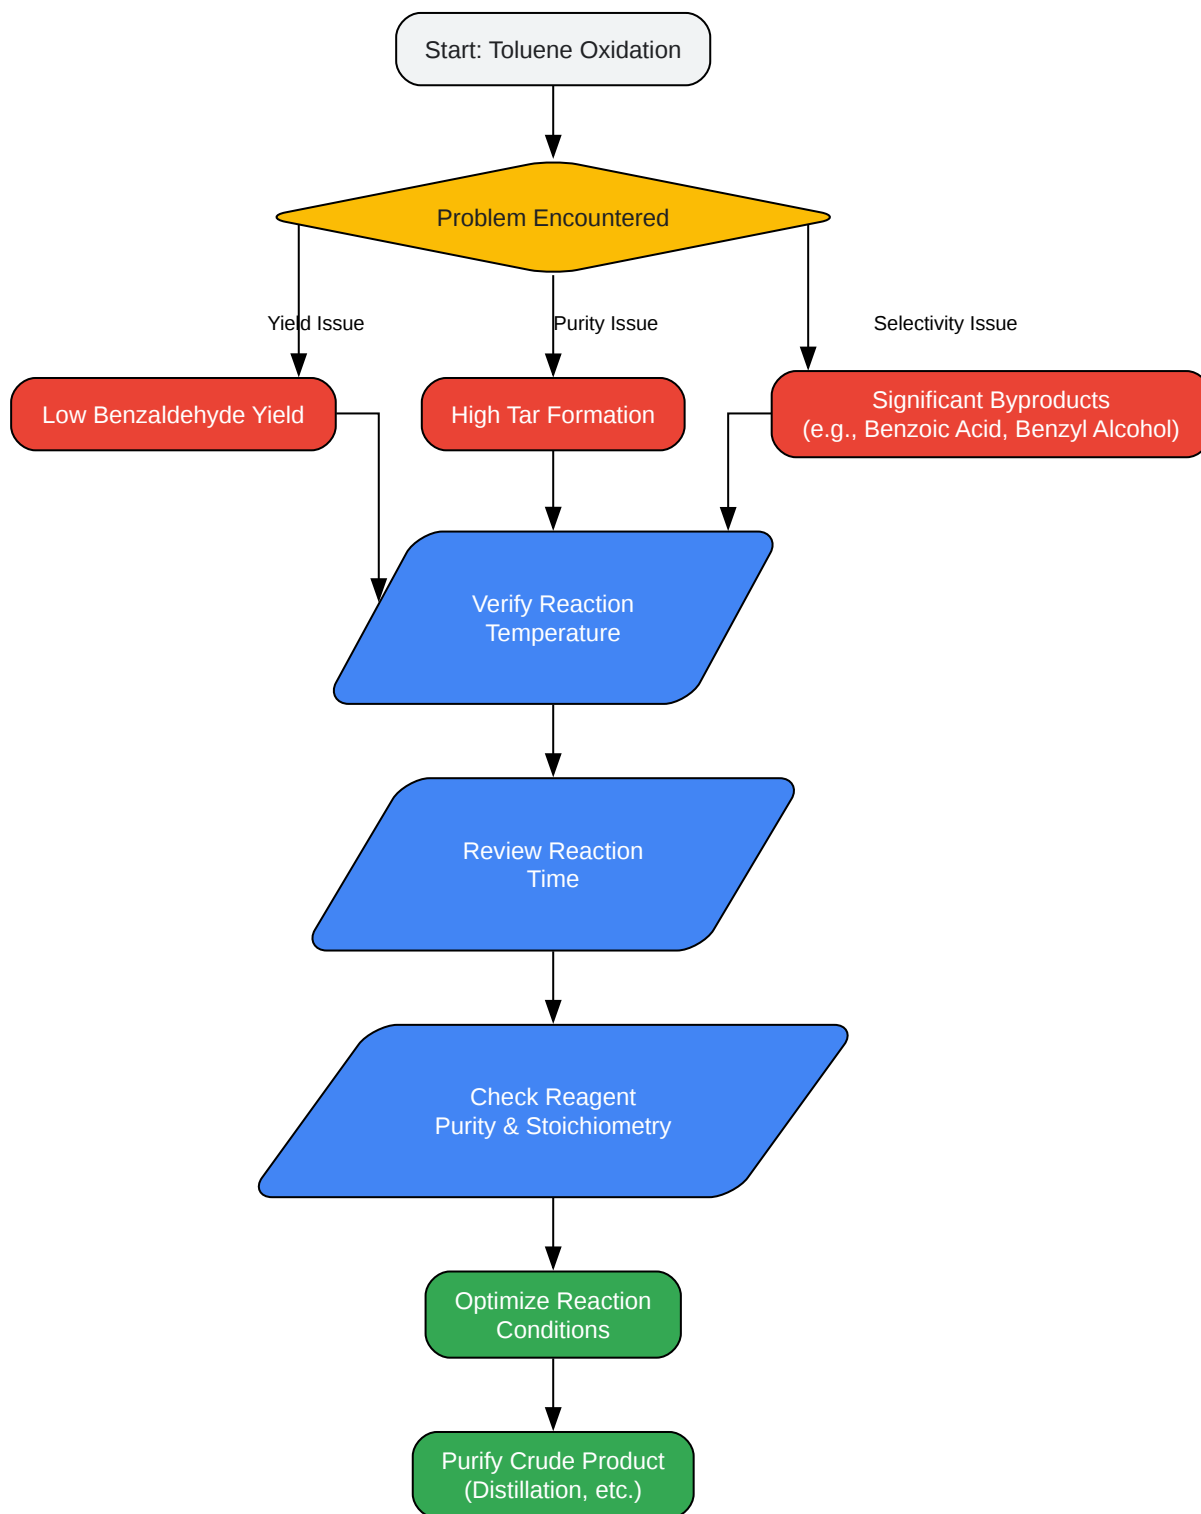 Start: Toluene Oxidation
Problem Encountered
Yield Issue
Purity Issue
Selectivity Issue
Low Benzaldehyde Yield
High Tar Formation
Significant Byproducts
(e.g., Benzoic Acid, Benzyl Alcohol)
Verify Reaction
Temperature
Review Reaction
Time
Check Reagent
Purity & Stoichiometry
Optimize Reaction
Conditions
Purify Crude Product
(Distillation, etc.)